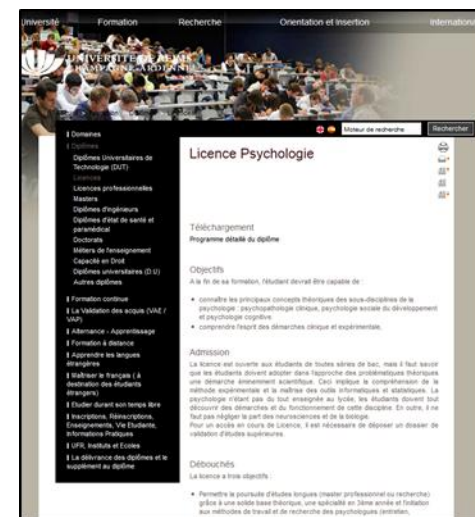 Université Formation Recherche Orientation et Insertion International
UNIVERSITÉ DE REIMS
CHAMPAGNE-ARDENNE
Moteur de recherche Rechercher
Domaines
Diplômes
Diplômes Universitaires de
Technologie (DUT)
Licences
Licences professionnelles
Masters
Diplômes d'ingénieurs
Diplômes d'état de santé et
paramédical
Doctorats
Métiers de l'enseignement
Capacité en Droit
Diplômes universitaires (D.U)
Autres diplômes
Formation continue
La Validation des acquis (VAE /
VAP)
Alternance - Apprentissage
Formation à distance
Apprendre les langues
étrangères
Maîtriser le français ( à
destination des étudiants
étrangers)
Etudier durant son temps libre
Inscriptions, Réinscriptions,
Enseignements, Vie Etudiante,
Informations Pratiques
UFR, Instituts et Ecoles
La délivrance des diplômes et le
supplément au diplôme
Licence Psychologie
Téléchargement
Programme détaillé du diplôme
Objectifs
A la fin de sa formation, l'étudiant devrait être capable de :
• connaître les principaux concepts théoriques des sous-disciplines de la
psychologie : psychopathologie clinique, psychologie sociale du développement
et psychologie cognitive.
• comprendre l'esprit des démarches clinique et expérimentale.
Admission
La licence est ouverte aux étudiants de toutes séries de bac, mais il faut savoir
que les étudiants doivent adopter dans l'approche des problématiques théoriques
une démarche éminemment scientifique. Ceci implique la compréhension de la
méthode expérimentale et la maîtrise des outils informatiques et statistiques. La
psychologie n'étant pas du tout enseignée au lycée, les étudiants doivent tout
découvrir des démarches et du fonctionnement de cette discipline. En outre, il ne
faut pas négliger la part des neurosciences et de la biologie.
Pour un accès en cours de Licence, il est nécessaire de déposer un dossier de
validation d'études supérieures.
Débouchés
La licence a trois objectifs :
• Permettre la poursuite d'études longues (master professionnel ou recherche)
grâce à une solide base théorique, une spécialité en 3ème année et l'initiation
aux méthodes de travail et de recherche des psychologues (entretien,